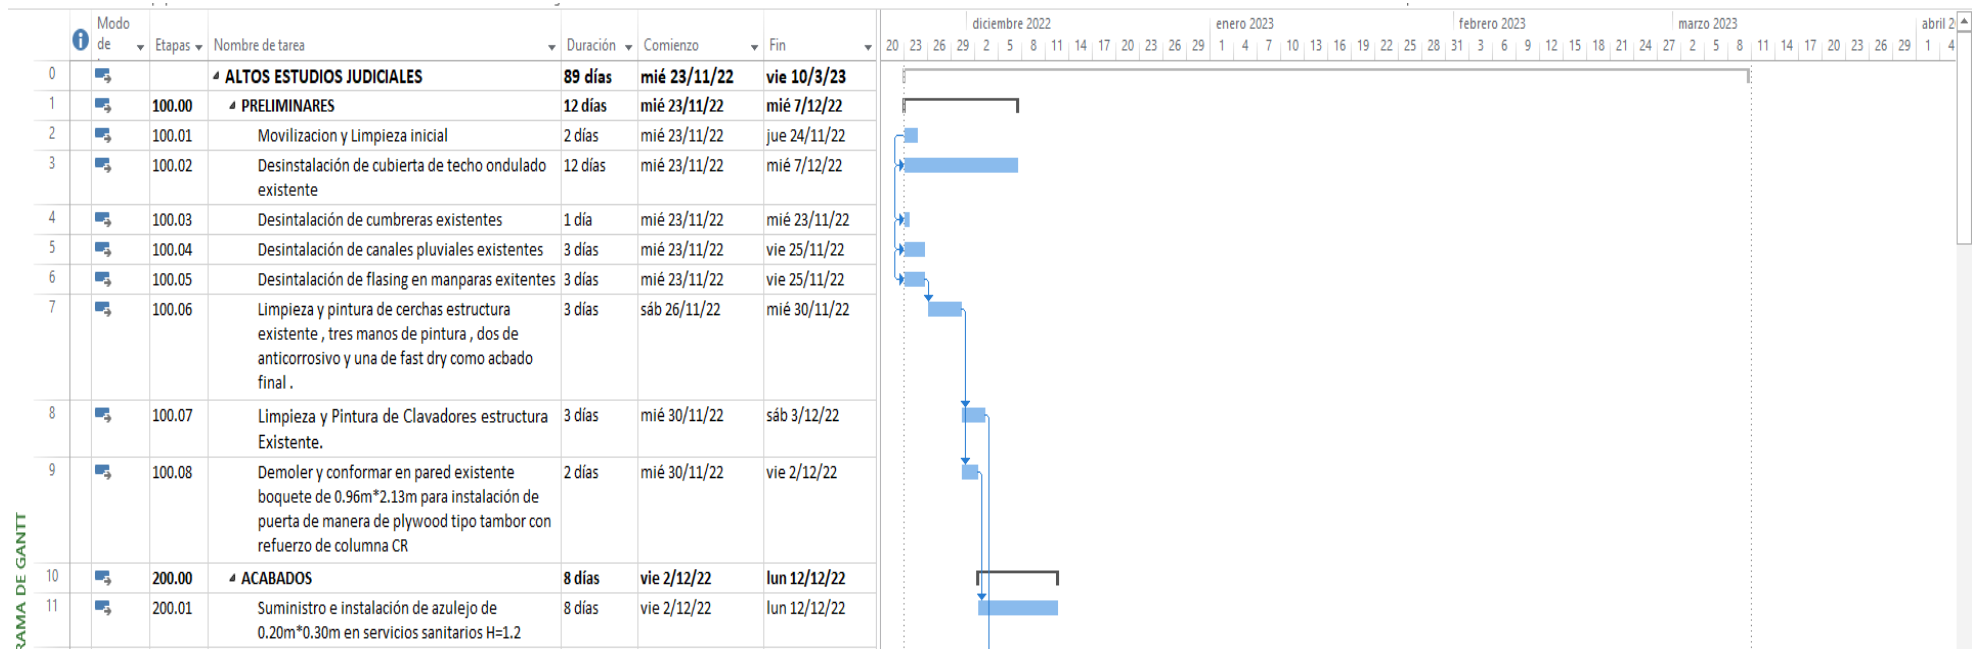 Modo
de
Etapas
Nombre de tarea
Duración
Comienzo
Fin
diciembre 2022
enero 2023
febrero 2023
marzo 2023
abril 2
20 23 26 29 2 5 8 11 14 17 20 23 26 29 1 4 7 10 13 16 19 22 25 28 31 3 6 9 12 15 18 21 24 27 2 5 8 11 14 17 20 23 26 29 1 4
0 ALTOS ESTUDIOS JUDICIALES 89 días mié 23/11/22 vie 10/3/23
1 100.00 PRELIMINARES 12 días mié 23/11/22 mié 7/12/22
2 100.01 Movilizacion y Limpieza inicial 2 días mié 23/11/22 jue 24/11/22
3 100.02 Desinstalación de cubierta de techo ondulado 12 días mié 23/11/22 mié 7/12/22
existente
4 100.03 Desintalación de cumbreras existentes 1 día mié 23/11/22 mié 23/11/22
5 100.04 Desintalación de canales pluviales existentes 3 días mié 23/11/22 vie 25/11/22
6 100.05 Desintalación de flasing en manparas exitentes 3 días mié 23/11/22 vie 25/11/22
7 100.06 Limpieza y pintura de cerchas estructura 3 días sáb 26/11/22 mié 30/11/22
existente , tres manos de pintura , dos de
anticorrosivo y una de fast dry como acbado
final .
8 100.07 Limpieza y Pintura de Clavadores estructura 3 días mié 30/11/22 sáb 3/12/22
Existente.
9 100.08 Demoler y conformar en pared existente 2 días mié 30/11/22 vie 2/12/22
boquete de 0.96m*2.13m para instalación de
puerta de manera de plywood tipo tambor con
refuerzo de columna CR
10 200.00 ACABADOS 8 días vie 2/12/22 lun 12/12/22
11 200.01 Suministro e instalación de azulejo de 8 días vie 2/12/22 lun 12/12/22
0.20m*0.30m en servicios sanitarios H=1.2
RAMA DE GANTT